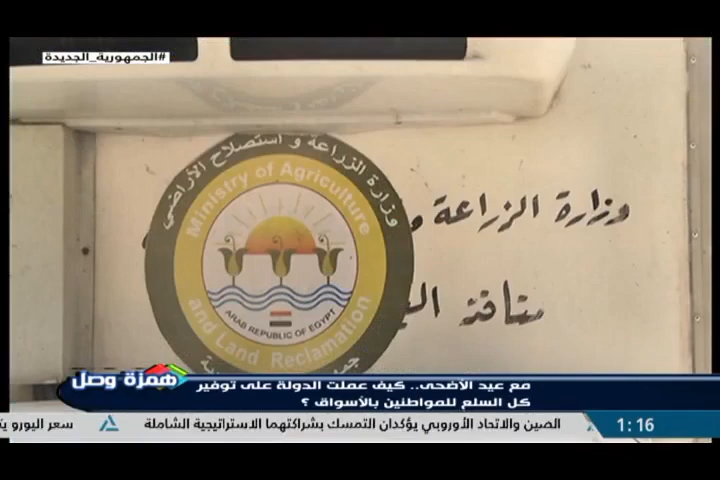 #الجمهورية_الجديدة
وزارة الزراعة و استصلاح الأراضي
Ministry of Agriculture
and Land Reclamation
ARAB REPUBLIC OF EGYPT
وزارة الزراعة و
همزة وصل
مع عيد الأضحى.. كيف عملت الدولة على توفير
كل السلع للمواطنين بالأسواق ؟
1:16
الصين والاتحاد الأوروبي يؤكدان التمسك بشراكتهما الاستراتيجية الشاملة
سعر اليورو